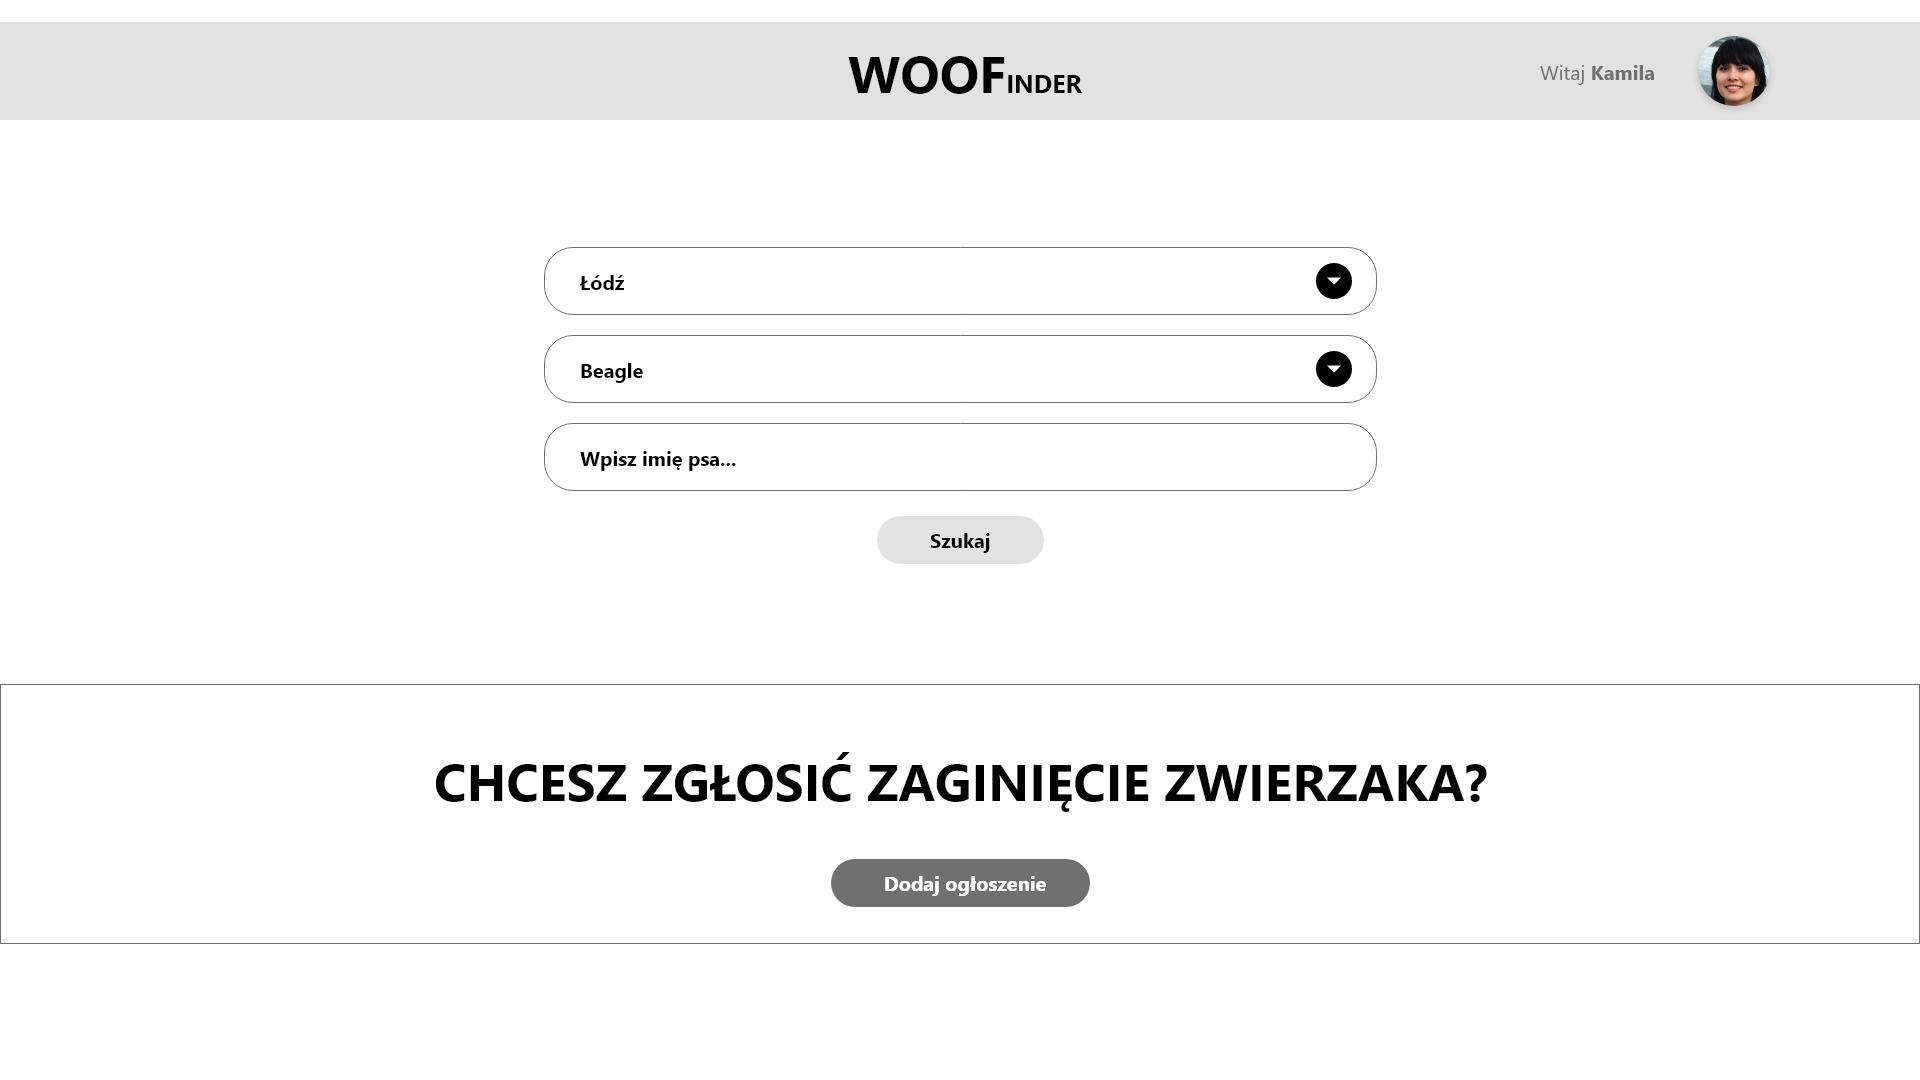 WOOFINDER
Witaj Kamila
Łódź
Beagle
Wpisz imię psa...
Szukaj
CHCESZ ZGŁOSIĆ ZAGINIĘCIE ZWIERZAKA?
Dodaj ogłoszenie